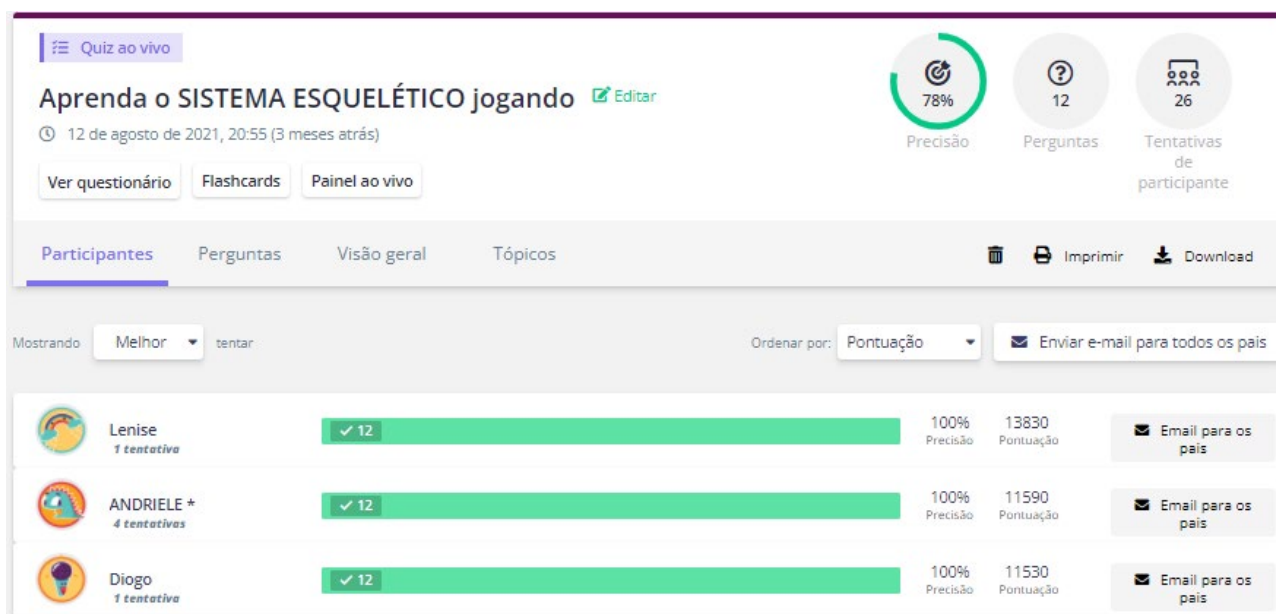 Quiz ao vivo
Aprenda o SISTEMA ESQUELÉTICO jogando Editar
12 de agosto de 2021, 20:55 (3 meses atrás)
Ver questionário Flashcards Painel ao vivo
78%
Precisão
12
Perguntas
26
Tentativas
de
participante
Participantes Perguntas Visão geral Tópicos Imprimir Download
Mostrando Melhor tentar Ordenar por: Pontuação Enviar e-mail para todos os pais
Lenise
1 tentativa
12
100%
Precisão
13830
Pontuação
Email para os
pais
ANDRIELE *
4 tentativas
12
100%
Precisão
11590
Pontuação
Email para os
pais
Diogo
1 tentativa
12
100%
Precisão
11530
Pontuação
Email para os
pais